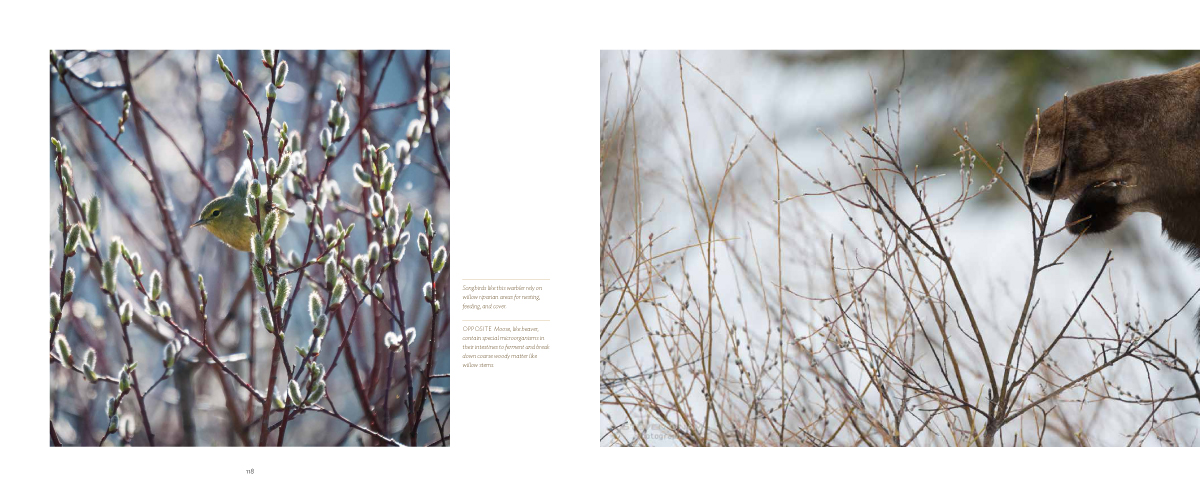 Songbirds like this warbler rely on
willow riparian areas for nesting,
feeding, and cover.
OPPOSITE Moose, like beaver,
contain special microorganisms in
their intestines to ferment and break
down coarse woody matter like
willow stems.
118